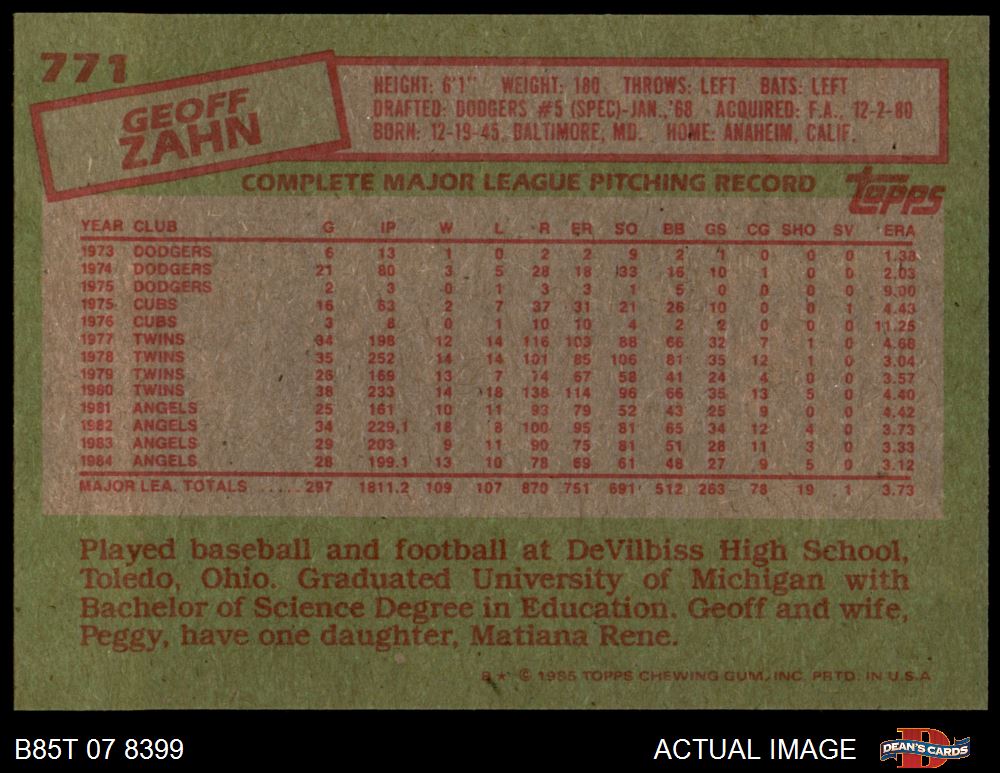 771
GEOFF
ZAHN
HEIGHT: 6'1" WEIGHT: 180 THROWS: LEFT BATS: LEFT
DRAFTED: DODGERS #5 (SPEC)-JAN., '68 ACQUIRED: F.A., 12-2-80
BORN: 12-19-45, BALTIMORE, MD. HOME: ANAHEIM, CALIF.
COMPLETE MAJOR LEAGUE PITCHING RECORD topps
YEAR CLUB G IP W L R ER SO BB GS CG SHO SV ERA
1973 DODGERS 6 13 1 0 2 2 9 2 1 0 0 0 1.38
1974 DODGERS 21 80 3 5 28 18 33 16 10 1 0 0 2.03
1975 DODGERS 2 3 0 1 3 3 1 5 0 0 0 0 9.00
1975 CUBS 16 63 2 7 37 31 21 26 10 0 0 1 4.43
1976 CUBS 3 8 0 1 10 10 4 2 2 0 0 0 11.25
1977 TWINS 34 198 12 14 116 103 88 66 32 7 1 0 4.68
1978 TWINS 35 252 14 14 101 85 106 81 35 12 1 0 3.04
1979 TWINS 26 169 13 7 74 67 58 41 24 4 0 0 3.57
1980 TWINS 38 233 14 18 138 114 96 66 35 13 5 0 4.40
1981 ANGELS 25 161 10 11 93 79 52 43 25 9 0 0 4.42
1982 ANGELS 34 229.1 18 8 100 95 81 65 34 12 4 0 3.73
1983 ANGELS 29 203 9 11 90 75 81 51 28 11 3 0 3.33
1984 ANGELS 28 199.1 13 10 78 69 61 48 27 9 5 0 3.12
MAJOR LEA. TOTALS ...... 297 1811.2 109 107 870 751 691 512 263 78 19 1 3.73
Played baseball and football at DeVilbiss High School,
Toledo, Ohio. Graduated University of Michigan with
Bachelor of Science Degree in Education. Geoff and wife,
Peggy, have one daughter, Matiana Rene.
B * © 1985 TOPPS CHEWING GUM, INC. PRTD. IN U.S.A
B85T 07 8399 ACTUAL IMAGE DEAN'S CARDS